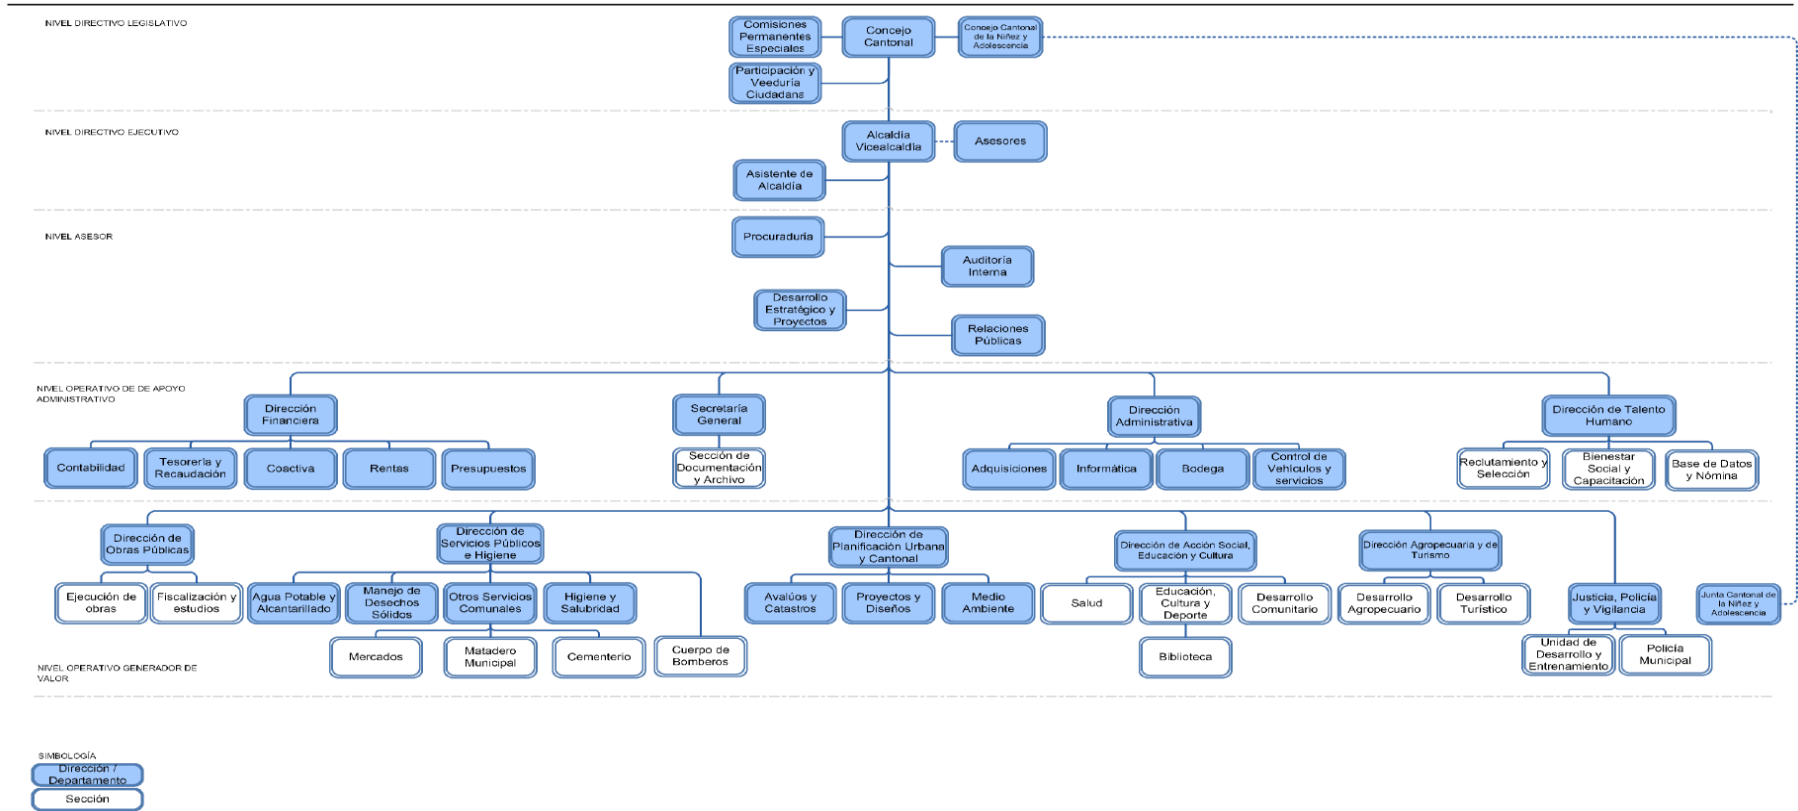 NIVEL DIRECTIVO LEGISLATIVO
Comisiones
Permanentes
Especiales
Concejo
Cantonal
Concejo Cantonal
de la Niñez y
Adolescencia
Participación y
Veeduría
Ciudadana
NIVEL DIRECTIVO EJECUTIVO
Alcaldía
Vicealcaldía
Asesores
Asistente de
Alcaldía
NIVEL ASESOR
Procuraduría
Auditoría
Interna
Desarrollo
Estratégico y
Proyectos
Relaciones
Públicas
NIVEL OPERATIVO DE DE APOYO
ADMINISTRATIVO
Dirección
Financiera
Secretaría
General
Dirección
Administrativa
Dirección de Talento
Humano
Contabilidad
Tesorería y
Recaudación
Coactiva
Rentas
Presupuestos
Sección de
Documentación
y Archivo
Adquisiciones
Informática
Bodega
Control de
Vehículos y
servicios
Reclutamiento y
Selección
Bienestar
Social y
Capacitación
Base de Datos
y Nómina
Dirección de
Obras Públicas
Dirección de
Servicios Públicos
e Higiene
Dirección de
Planificación Urbana
y Cantonal
Dirección de Acción Social,
Educación y Cultura
Dirección Agropecuaria y de
Turismo
Ejecución de
obras
Fiscalización y
estudios
Agua Potable y
Alcantarillado
Manejo de
Desechos
Sólidos
Otros Servicios
Comunales
Higiene y
Salubridad
Avalúos y
Catastros
Proyectos y
Diseños
Medio
Ambiente
Salud
Educación,
Cultura y
Deporte
Desarrollo
Comunitario
Desarrollo
Agropecuario
Desarrollo
Turístico
Justicia, Policía
y Vigilancia
Junta Cantonal de
la Niñez y
Adolescencia
Mercados
Matadero
Municipal
Cementerio
Cuerpo de
Bomberos
Biblioteca
Unidad de
Desarrollo y
Entrenamiento
Policía
Municipal
NIVEL OPERATIVO GENERADOR DE
VALOR
SIMBOLOGÍA
Dirección /
Departamento
Sección